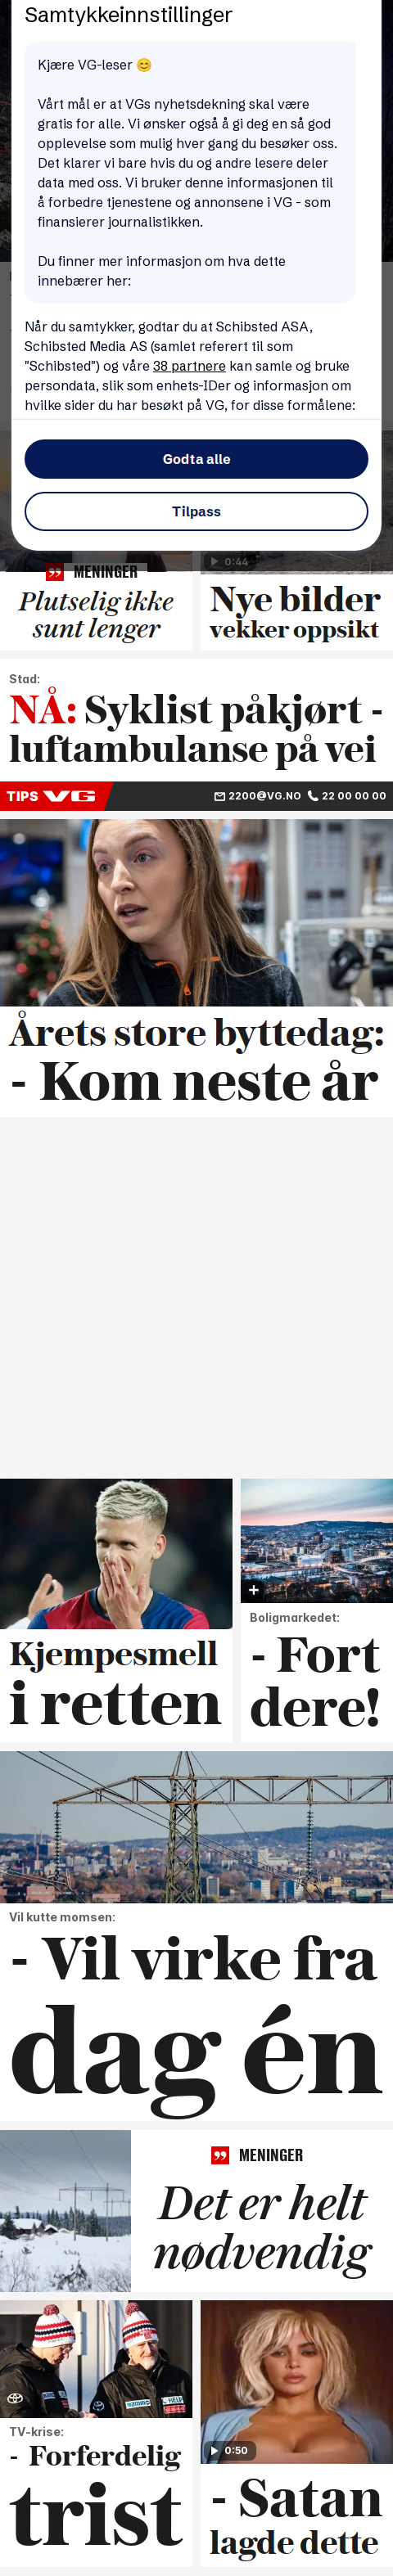 Samtykkeinnstillinger
Kjære VG-leser 😊
Vårt mål er at VGs nyhetsdekning skal være
gratis for alle. Vi ønsker også å gi deg en så god
opplevelse som mulig hver gang du besøker oss.
Det klarer vi bare hvis du og andre lesere deler
data med oss. Vi bruker denne informasjonen til
å forbedre tjenestene og annonsene i VG - som
finansierer journalistikken.
Du finner mer informasjon om hva dette
innebærer her:
Når du samtykker, godtar du at Schibsted ASA,
Schibsted Media AS (samlet referert til som
"Schibsted") og våre 38 partnere kan samle og bruke
persondata, slik som enhets-IDer og informasjon om
hvilke sider du har besøkt på VG, for disse formålene:
Godta alle
Tilpass
0:44
MENINGER
Plutselig ikke
sunt lenger
Nye bilder
vekker oppsikt
Stad:
NÅ: Syklist påkjørt -
luftambulanse på vei
TIPS VG 2200@VG.NO 22 00 00 00
Årets store byttedag:
- Kom neste år
Kjempesmell
i retten
Boligmarkedet:
- Fort
dere!
Vil kutte momsen:
- Vil virke fra
dag én
MENINGER
Det er helt
nødvendig
TV-krise:
- Forferdelig
trist
0:50
- Satan
lagde dette